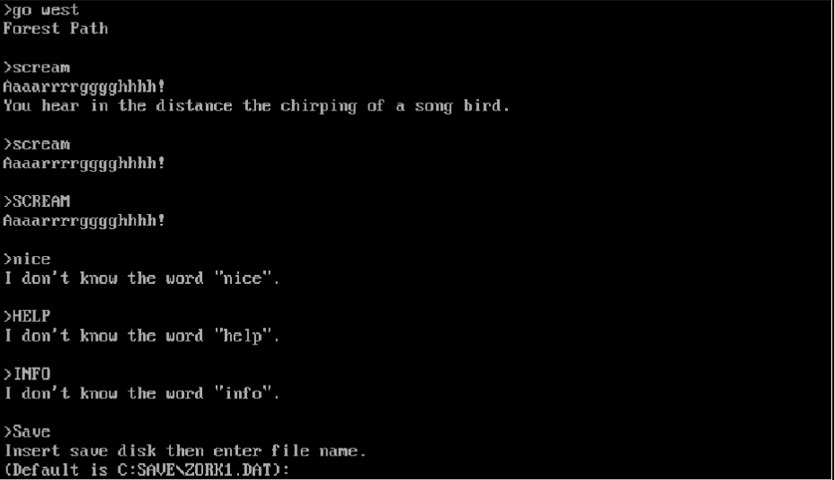 >go west
Forest Path
>scream
Aaaarrrrgggghhhh!
You hear in the distance the chirping of a song bird.
>scream
Aaaarrrrgggghhhh!
>SCREAM
Aaaarrrrgggghhhh!
>nice
I don't know the word "nice".
>HELP
I don't know the word "help".
>INFO
I don't know the word "info".
>Save
Insert save disk then enter file name.
(Default is C:SAVE\ZORK1.DAT):